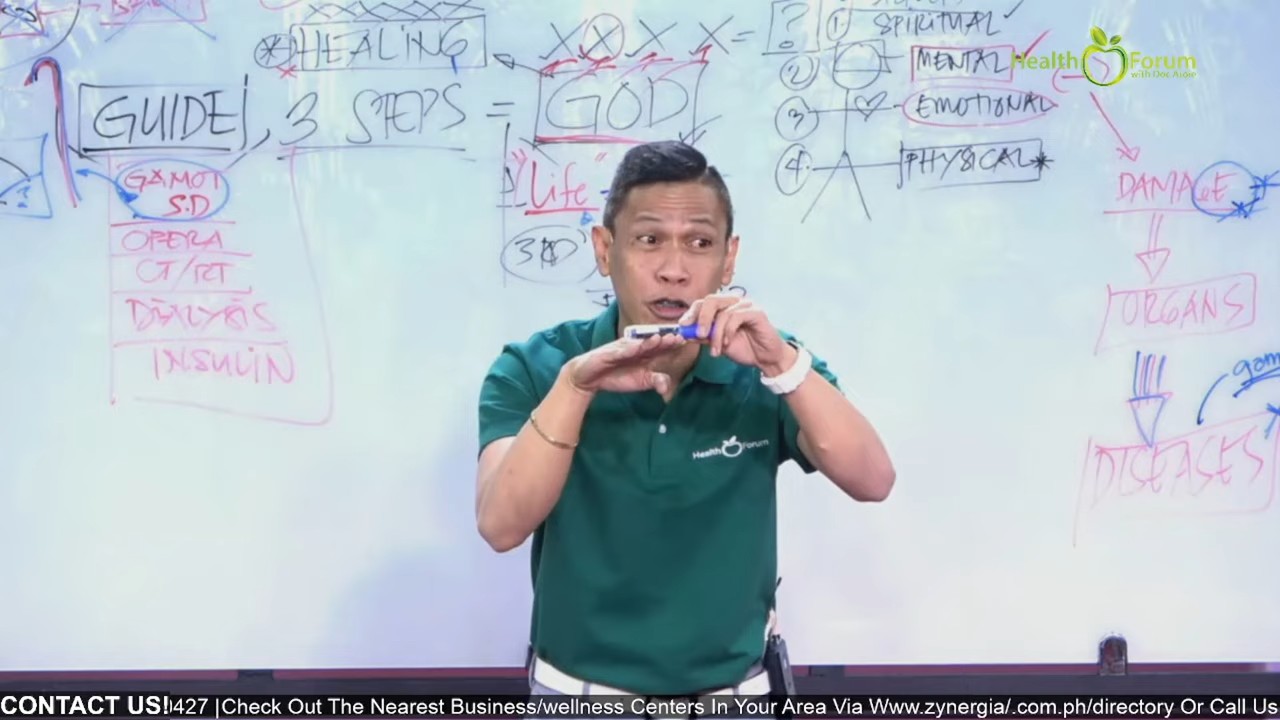 HEALING
X X X X = ?
① SPIRITUAL ✓
② MENTAL
③ EMOTIONAL
④ PHYSICAL*
Health Forum
with Doc Atoie
GUIDE, 3 STEPS = GOD
GAMOT
S.D
OPERA
CT/RT
DIALYSIS
INSULIN
"Life"
DAMAGE
ORGANS
DISEASES
Health Forum
CONTACT US!
0427 |Check Out The Nearest Business/wellness Centers In Your Area Via Www.zynergia/.com.ph/directory Or Call Us